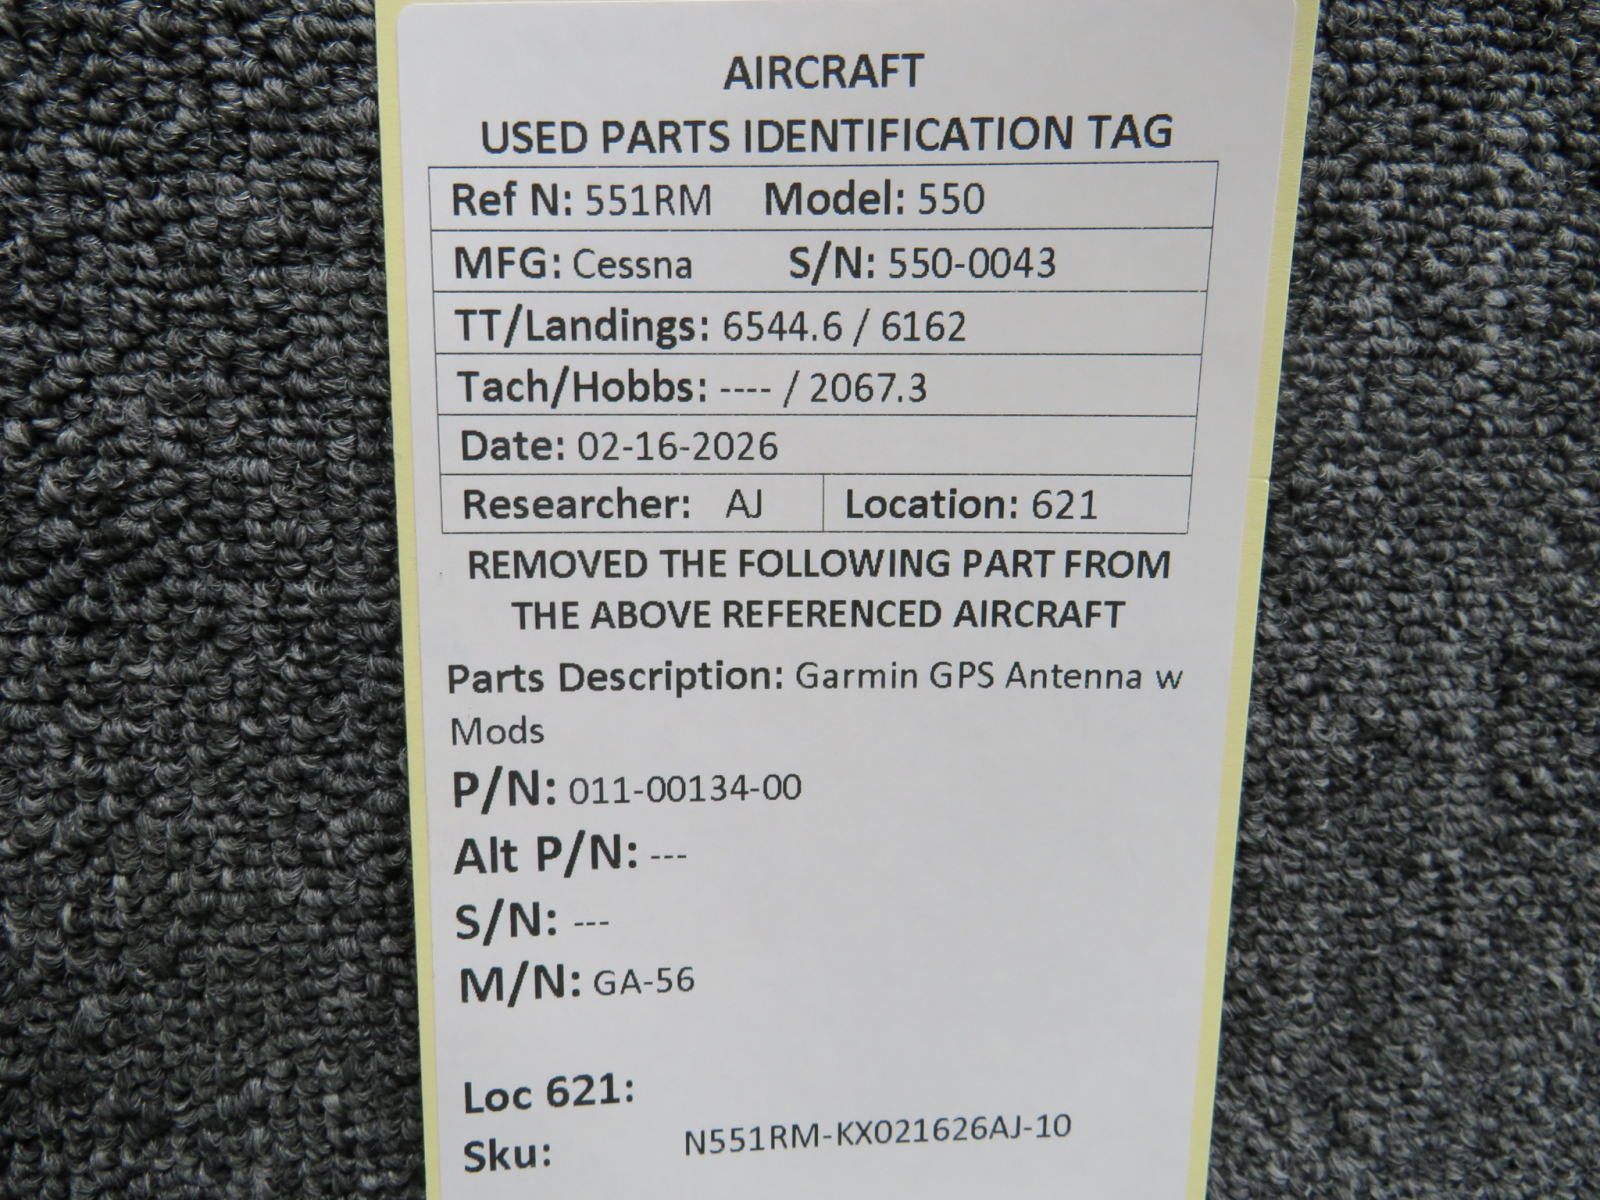 AIRCRAFT
USED PARTS IDENTIFICATION TAG
Ref N: 551RM Model: 550
MFG: Cessna S/N: 550-0043
TT/Landings: 6544.6 / 6162
Tach/Hobbs: ---- / 2067.3
Date: 02-16-2026
Researcher: AJ Location: 621
REMOVED THE FOLLOWING PART FROM
THE ABOVE REFERENCED AIRCRAFT
Parts Description: Garmin GPS Antenna w
Mods
P/N: 011-00134-00
Alt P/N: ---
S/N: ---
M/N: GA-56
Loc 621:
Sku: N551RM-KX021626AJ-10